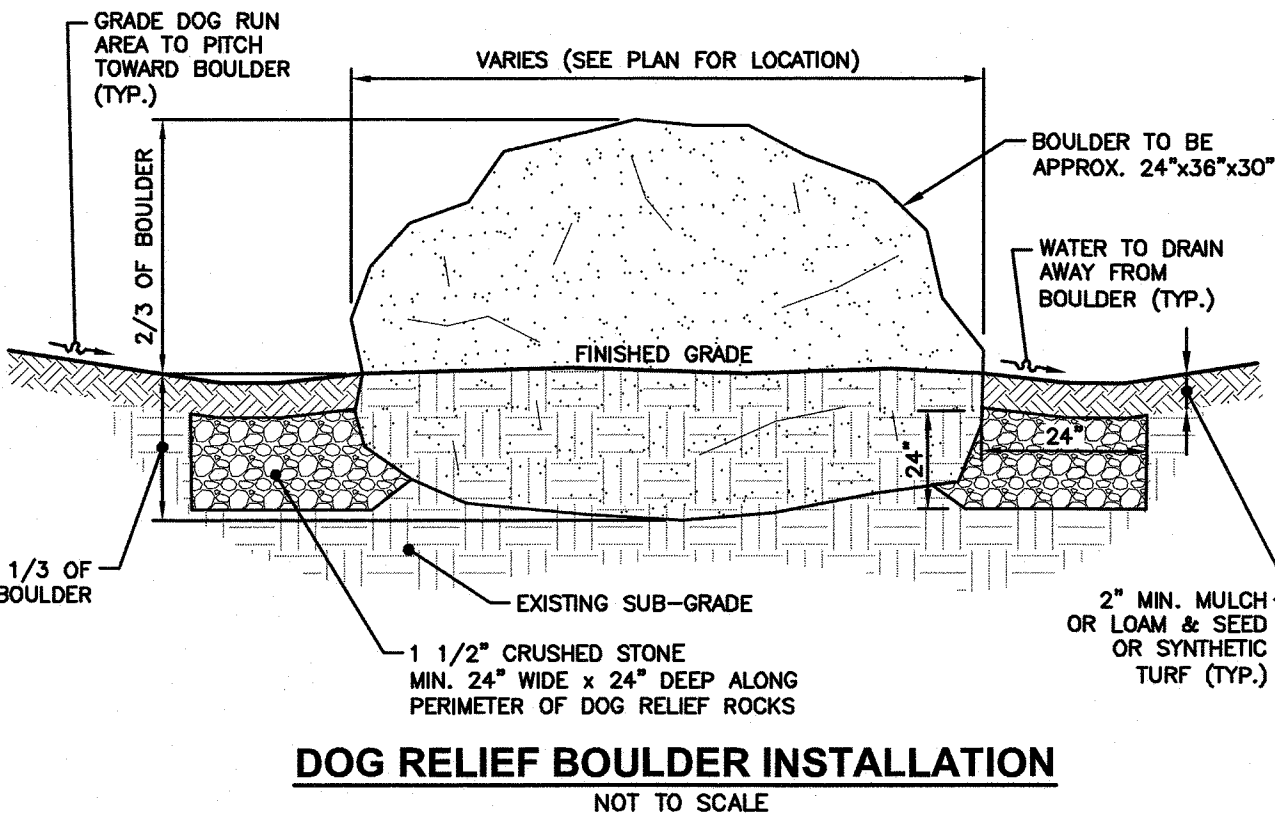 GRADE DOG RUN
AREA TO PITCH
TOWARD BOULDER
(TYP.)
VARIES (SEE PLAN FOR LOCATION)
2/3 OF BOULDER
BOULDER TO BE
APPROX. 24"x36"x30"
WATER TO DRAIN
AWAY FROM
BOULDER (TYP.)
FINISHED GRADE
24"
24"
1/3 OF
BOULDER
EXISTING SUB-GRADE
1 1/2" CRUSHED STONE
MIN. 24" WIDE x 24" DEEP ALONG
PERIMETER OF DOG RELIEF ROCKS
2" MIN. MULCH
OR LOAM & SEED
OR SYNTHETIC
TURF (TYP.)
DOG RELIEF BOULDER INSTALLATION
NOT TO SCALE